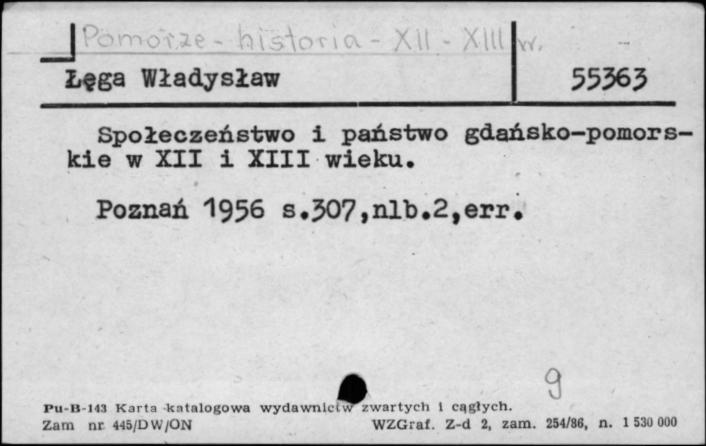 Pomorze - historia - XII - XIII w.
Łęga Władysław 55363
Społeczeństwo i państwo gdańsko-pomors-
kie w XII i XIII wieku.
Poznań 1956 s.307,nlb.2,err.
9
Pu-B-143 Karta katalogowa wydawnictw zwartych i ciągłych.
Zam nr 445/DW/ON WZGraf. Z-d 2, zam. 254/86, n. 1 530 000